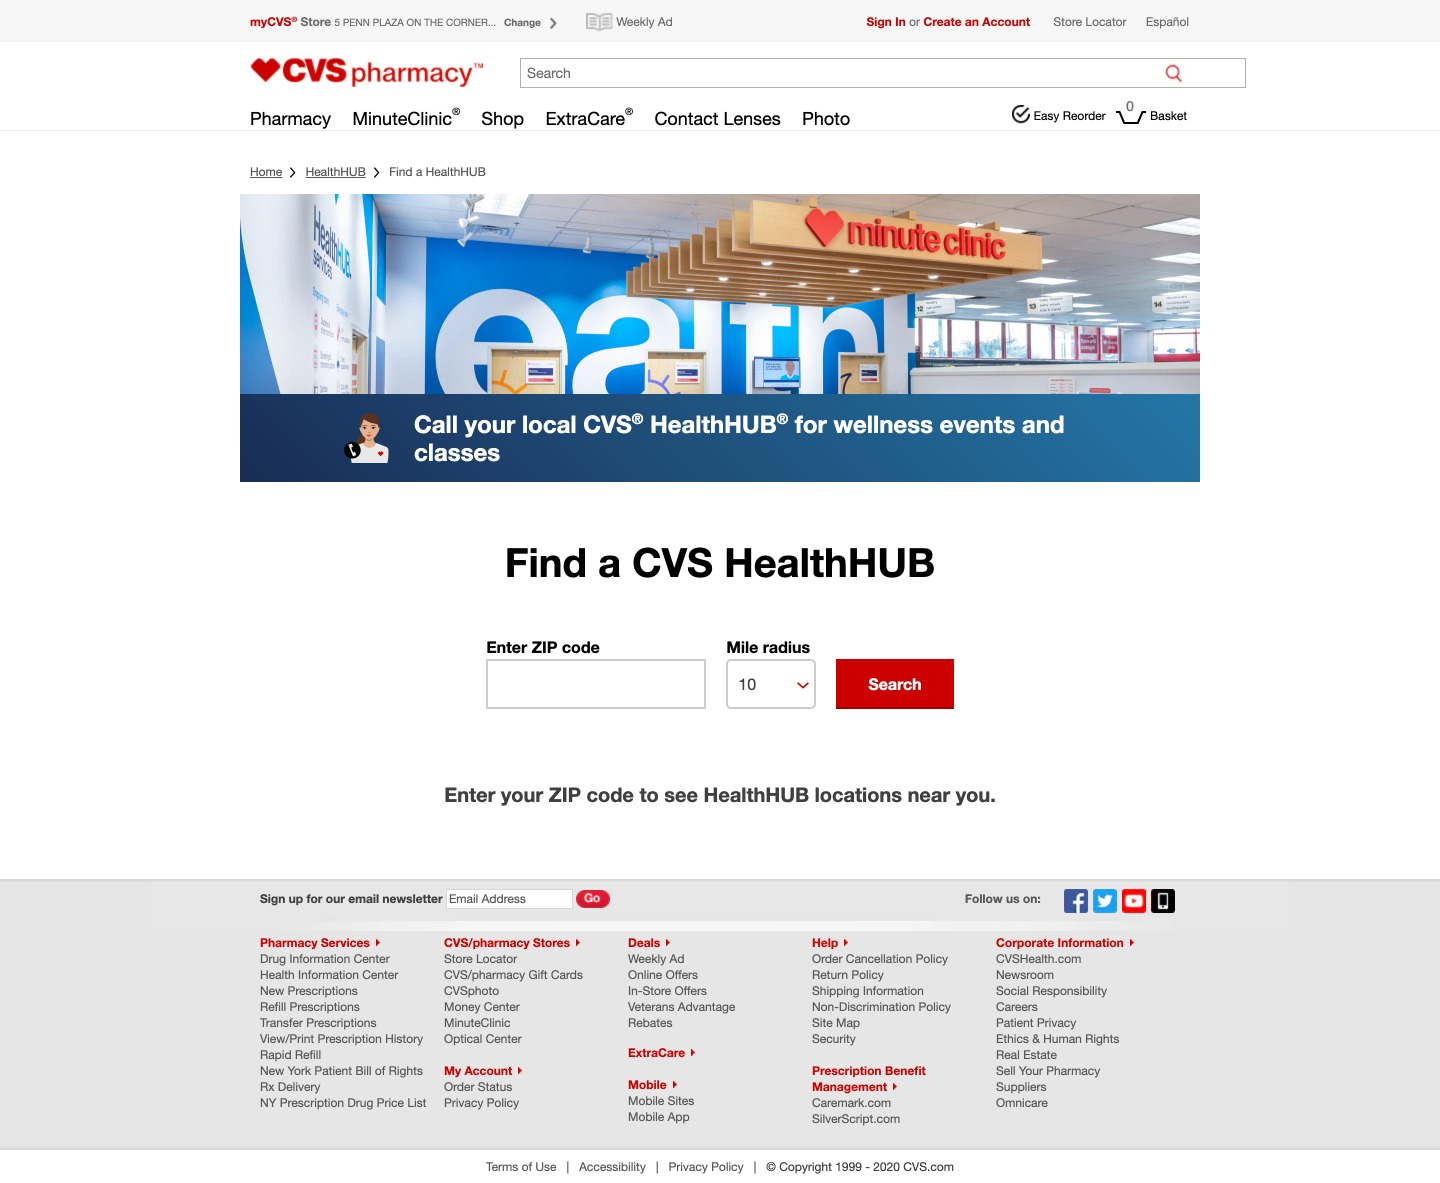 myCVS® Store 5 PENN PLAZA ON THE CORNER... Change
Weekly Ad
Sign In or Create an Account
Store Locator
Español
CVS pharmacy™
Search
Pharmacy
MinuteClinic®
Shop
ExtraCare®
Contact Lenses
Photo
Easy Reorder
0
Basket
Home
HealthHUB
Find a HealthHUB
HealthHUB.
services
minute clinic
ealth
12
13
14
Call your local CVS® HealthHUB® for wellness events and
classes
Find a CVS HealthHUB
Enter ZIP code
Mile radius
10
Search
Enter your ZIP code to see HealthHUB locations near you.
Sign up for our email newsletter
Email Address
Go
Follow us on:
Pharmacy Services
Drug Information Center
Health Information Center
New Prescriptions
Refill Prescriptions
Transfer Prescriptions
View/Print Prescription History
Rapid Refill
New York Patient Bill of Rights
Rx Delivery
NY Prescription Drug Price List
CVS/pharmacy Stores
Store Locator
CVS/pharmacy Gift Cards
CVSphoto
Money Center
MinuteClinic
Optical Center
My Account
Order Status
Privacy Policy
Deals
Weekly Ad
Online Offers
In-Store Offers
Veterans Advantage
Rebates
ExtraCare
Mobile
Mobile Sites
Mobile App
Help
Order Cancellation Policy
Return Policy
Shipping Information
Non-Discrimination Policy
Site Map
Security
Prescription Benefit
Management
Caremark.com
SilverScript.com
Corporate Information
CVSHealth.com
Newsroom
Social Responsibility
Careers
Patient Privacy
Ethics & Human Rights
Real Estate
Sell Your Pharmacy
Suppliers
Omnicare
Terms of Use | Accessibility | Privacy Policy | © Copyright 1999 - 2020 CVS.com